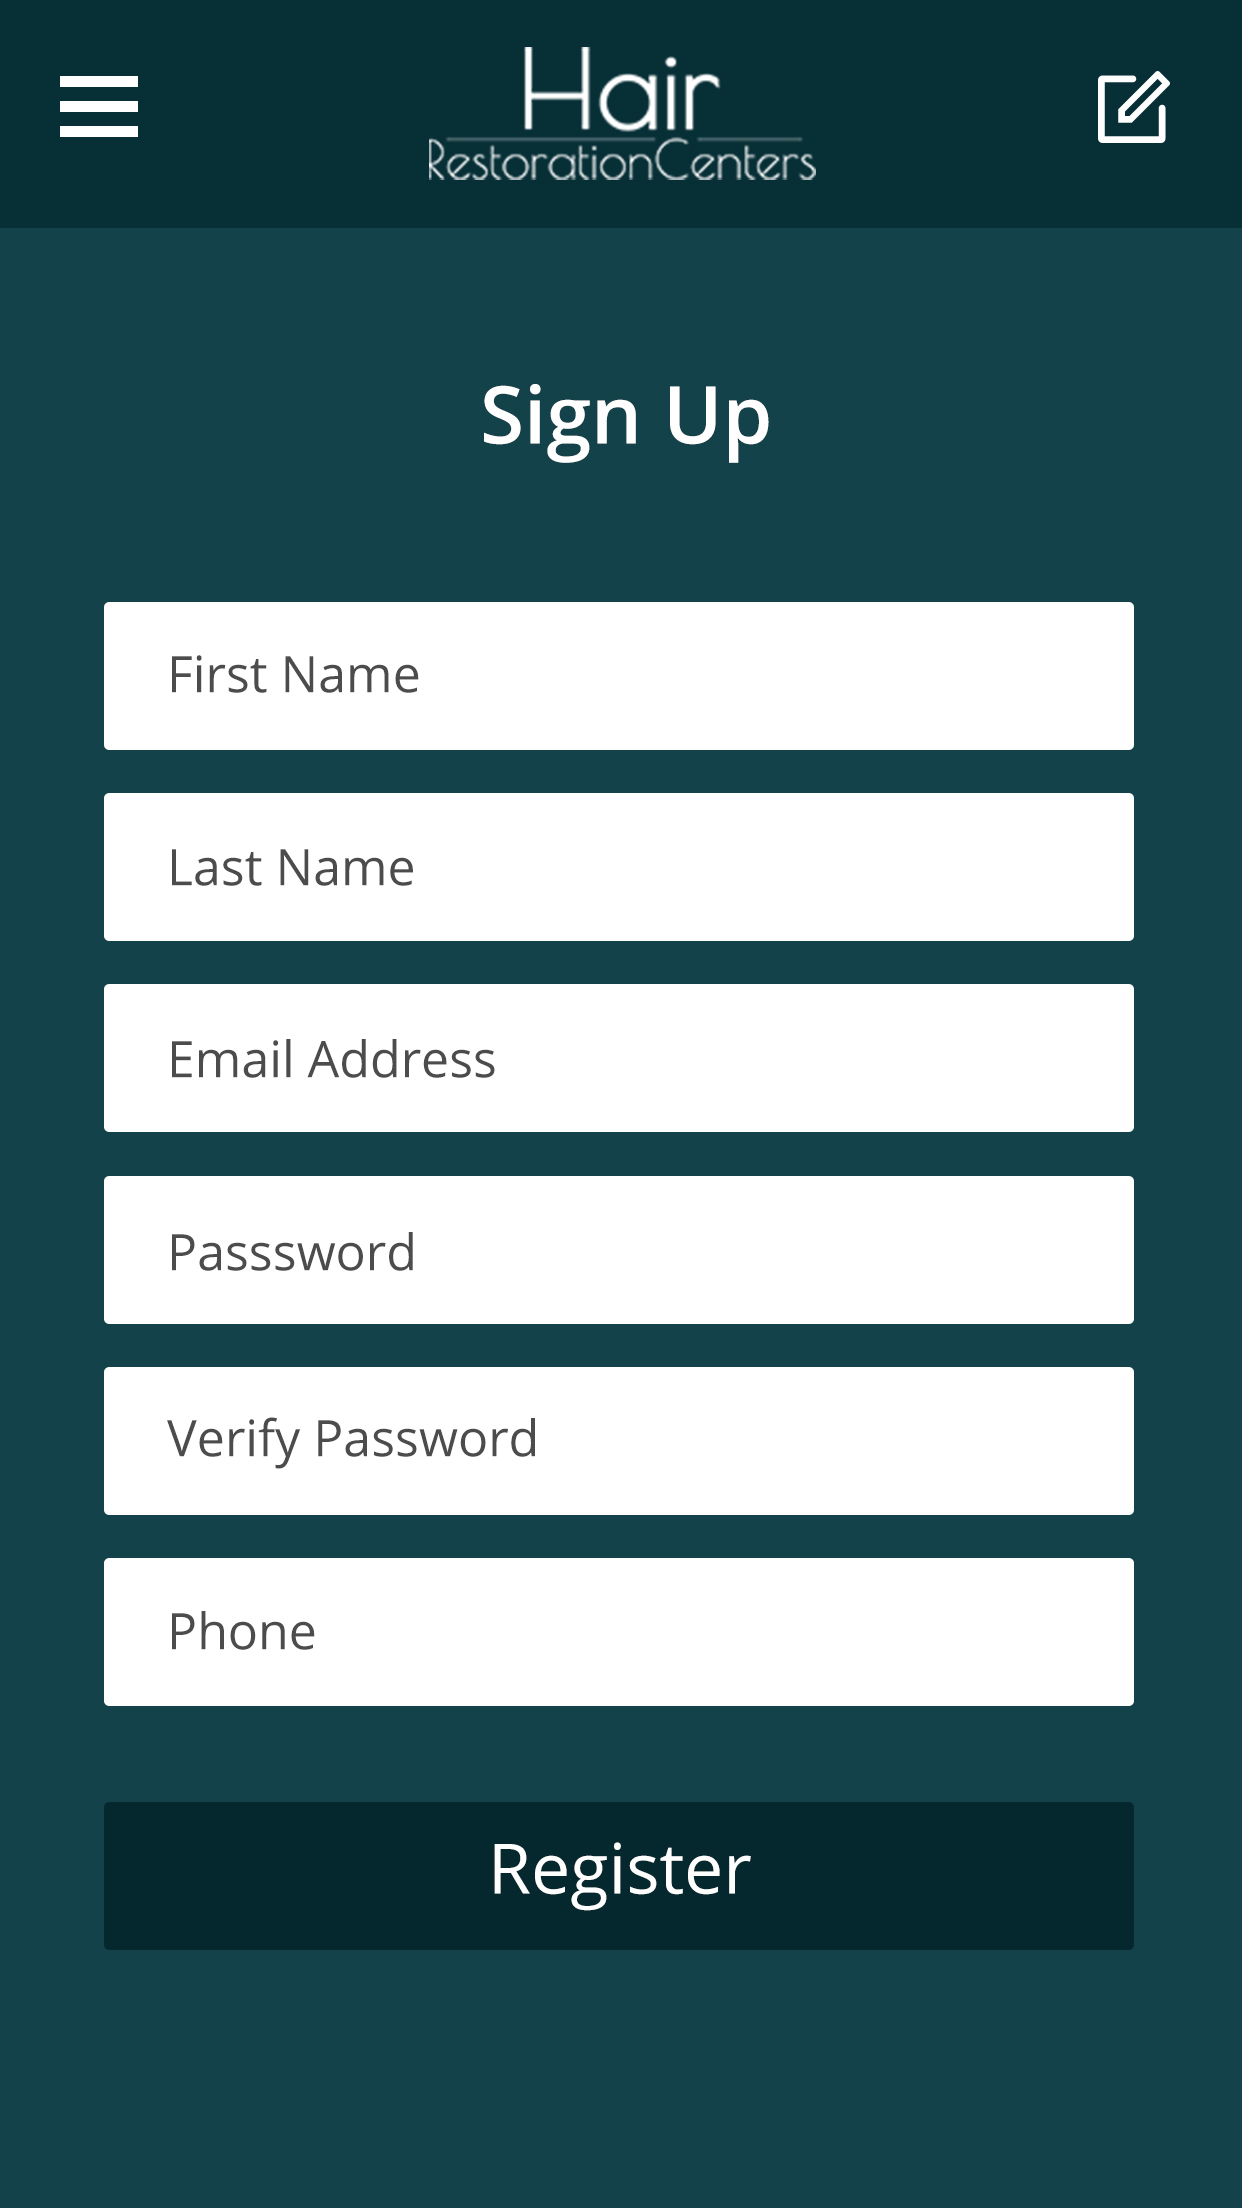 Hair
RestorationCenters
Sign Up
First Name
Last Name
Email Address
Passsword
Verify Password
Phone
Register